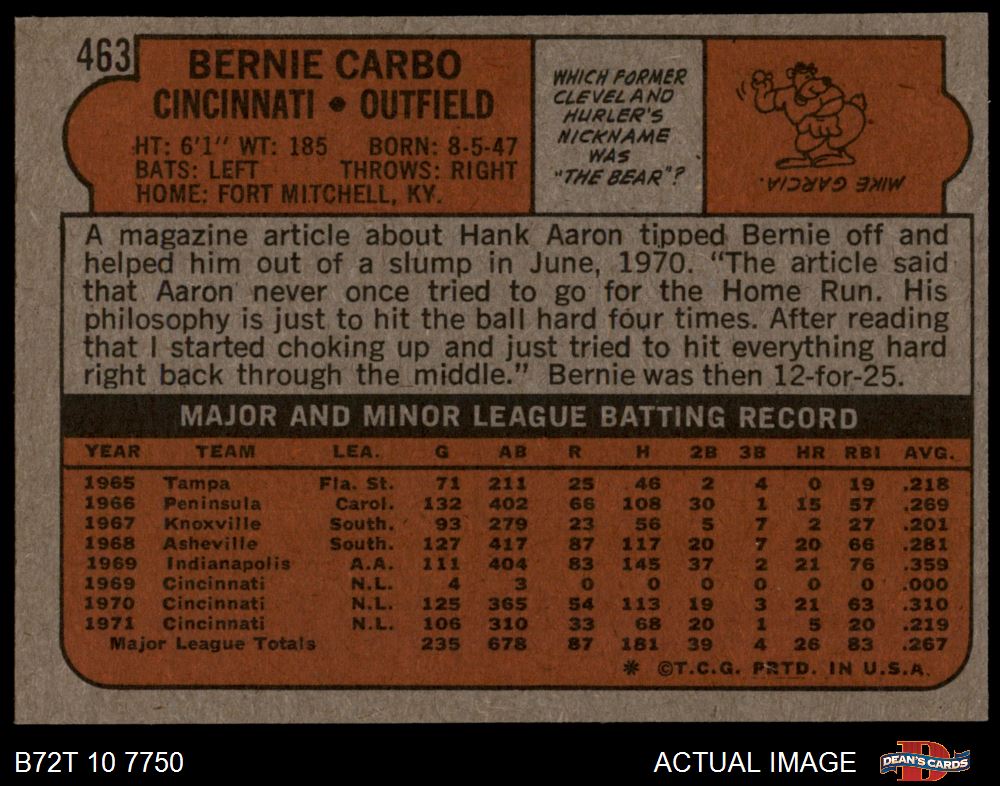 463
BERNIE CARBO
CINCINNATI • OUTFIELD
HT: 6'1" WT: 185 BORN: 8-5-47
BATS: LEFT THROWS: RIGHT
HOME: FORT MITCHELL, KY.
WHICH FORMER
CLEVELAND
HURLER'S
NICKNAME
WAS
"THE BEAR"?
MIKE GARCIA.
A magazine article about Hank Aaron tipped Bernie off and
helped him out of a slump in June, 1970. "The article said
that Aaron never once tried to go for the Home Run. His
philosophy is just to hit the ball hard four times. After reading
that I started choking up and just tried to hit everything hard
right back through the middle." Bernie was then 12-for-25.
MAJOR AND MINOR LEAGUE BATTING RECORD
YEAR TEAM LEA. G AB R H 2B 3B HR RBI AVG.
1965 Tampa Fla. St. 71 211 25 46 2 4 0 19 .218
1966 Peninsula Carol. 132 402 66 108 30 1 15 57 .269
1967 Knoxville South. 93 279 23 56 5 7 2 27 .201
1968 Asheville South. 127 417 87 117 20 7 20 66 .281
1969 Indianapolis A.A. 111 404 83 145 37 2 21 76 .359
1969 Cincinnati N.L. 4 3 0 0 0 0 0 0 .000
1970 Cincinnati N.L. 125 365 54 113 19 3 21 63 .310
1971 Cincinnati N.L. 106 310 33 68 20 1 5 20 .219
Major League Totals 235 678 87 181 39 4 26 83 .267
* ©T.C.G. PRTD. IN U.S.A.
B72T 10 7750
ACTUAL IMAGE
D
DEAN'S CARDS